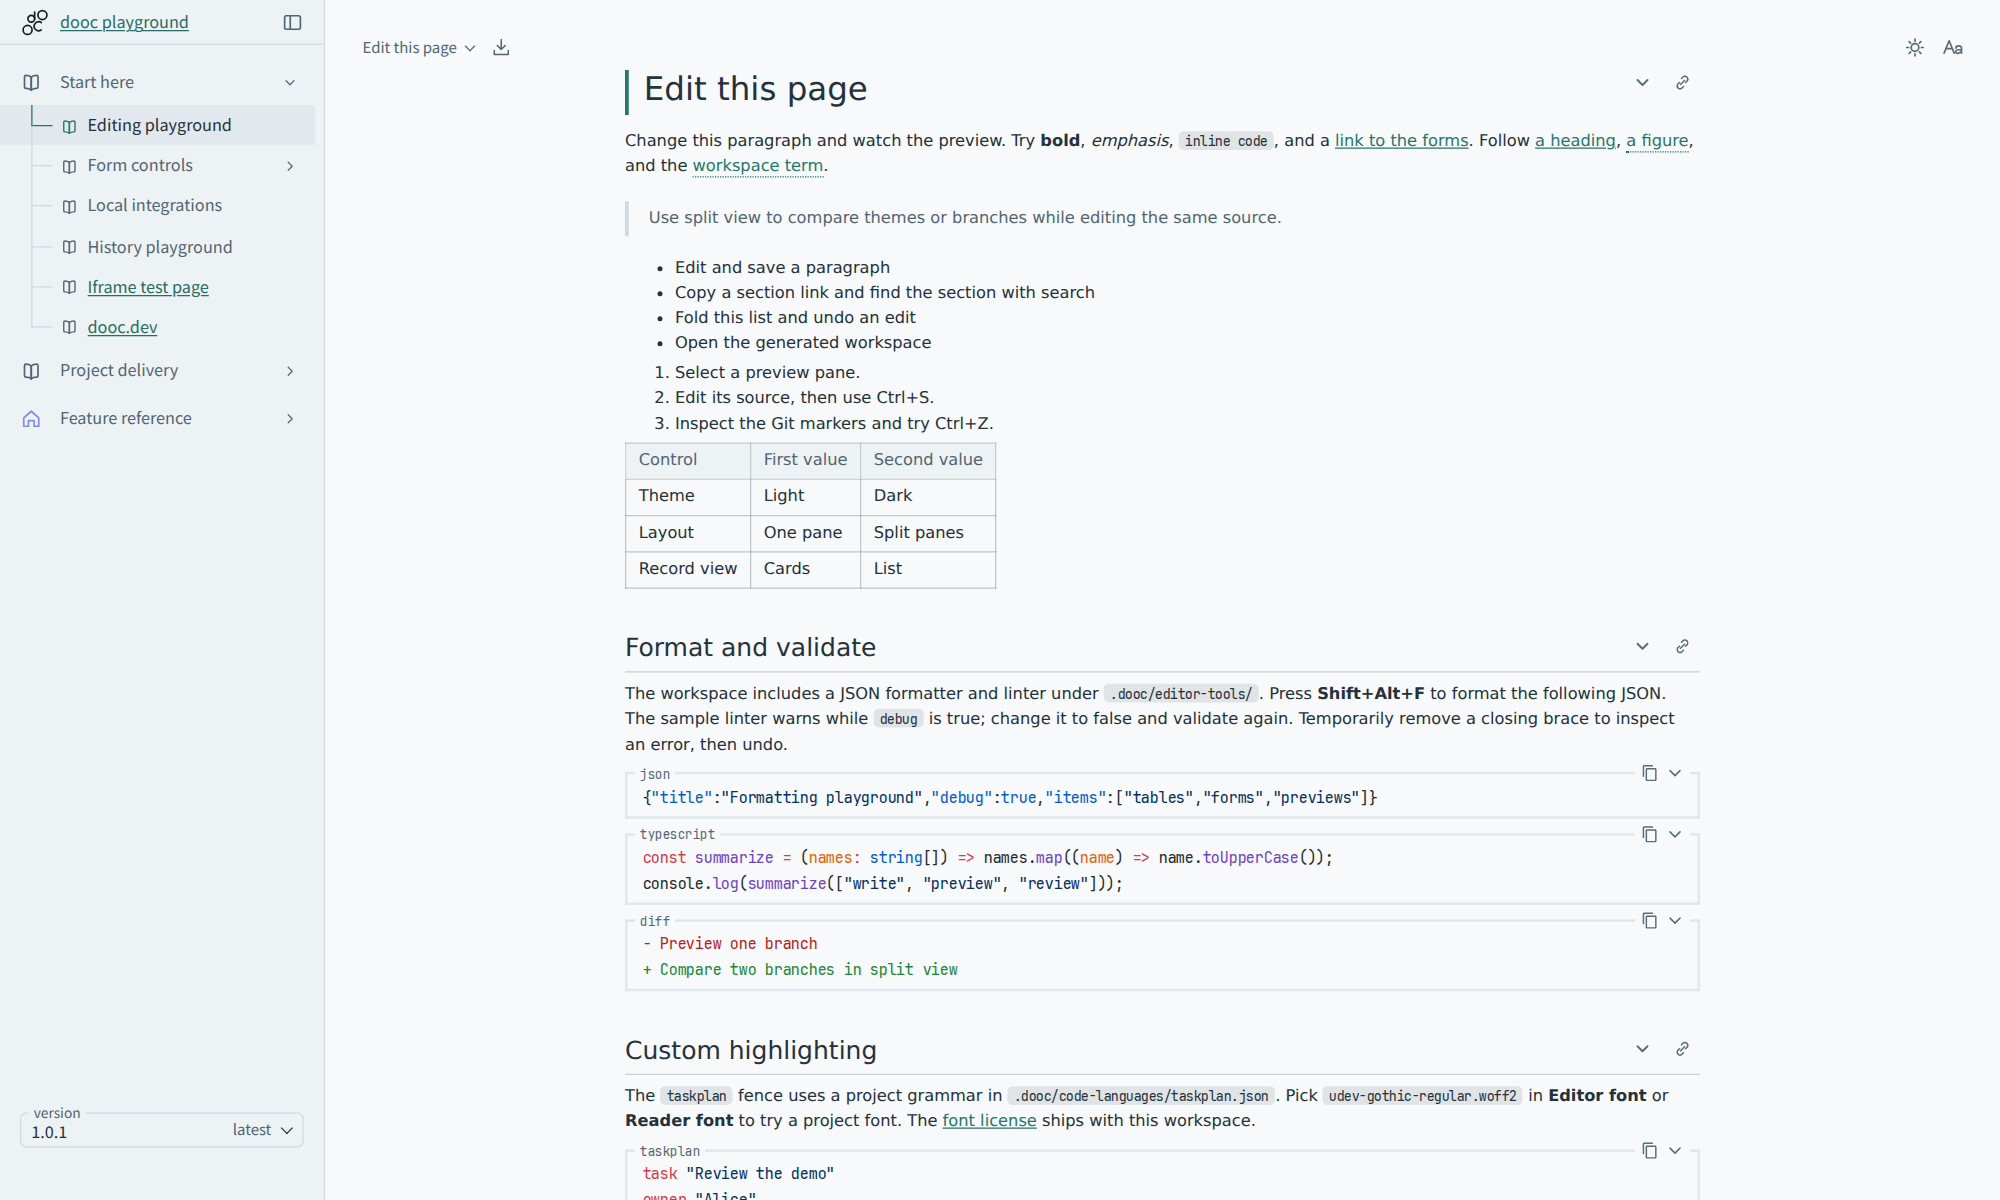 dooc playground
Start here
Editing playground
Form controls
Local integrations
History playground
Iframe test page
dooc.dev
Project delivery
Feature reference
version
1.0.1
latest
Edit this page
Aa
Edit this page
Change this paragraph and watch the preview. Try bold, emphasis, inline code, and a link to the forms. Follow a heading, a figure,
and the workspace term.
Use split view to compare themes or branches while editing the same source.
• Edit and save a paragraph
• Copy a section link and find the section with search
• Fold this list and undo an edit
• Open the generated workspace
1. Select a preview pane.
2. Edit its source, then use Ctrl+S.
3. Inspect the Git markers and try Ctrl+Z.
Control First value Second value
Theme Light Dark
Layout One pane Split panes
Record view Cards List
Format and validate
The workspace includes a JSON formatter and linter under .dooc/editor-tools/. Press Shift+Alt+F to format the following JSON.
The sample linter warns while debug is true; change it to false and validate again. Temporarily remove a closing brace to inspect
an error, then undo.
json
{"title":"Formatting playground","debug":true,"items":["tables","forms","previews"]}
typescript
const summarize = (names: string[]) => names.map((name) => name.toUpperCase());
console.log(summarize(["write", "preview", "review"]));
diff
- Preview one branch
+ Compare two branches in split view
Custom highlighting
The taskplan fence uses a project grammar in .dooc/code-languages/taskplan.json. Pick udev-gothic-regular.woff2 in Editor font or
Reader font to try a project font. The font license ships with this workspace.
taskplan
task "Review the demo"
owner "Alice"